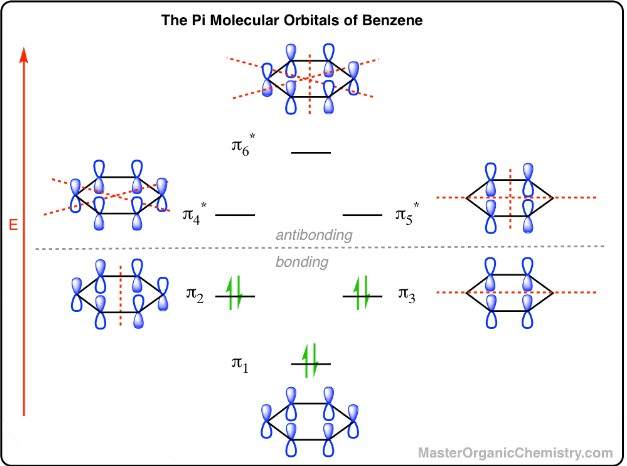 The Pi Molecular Orbitals of Benzene
E
π6*
π4*
π5*
antibonding
bonding
π2
π3
π1
MasterOrganicChemistry.com